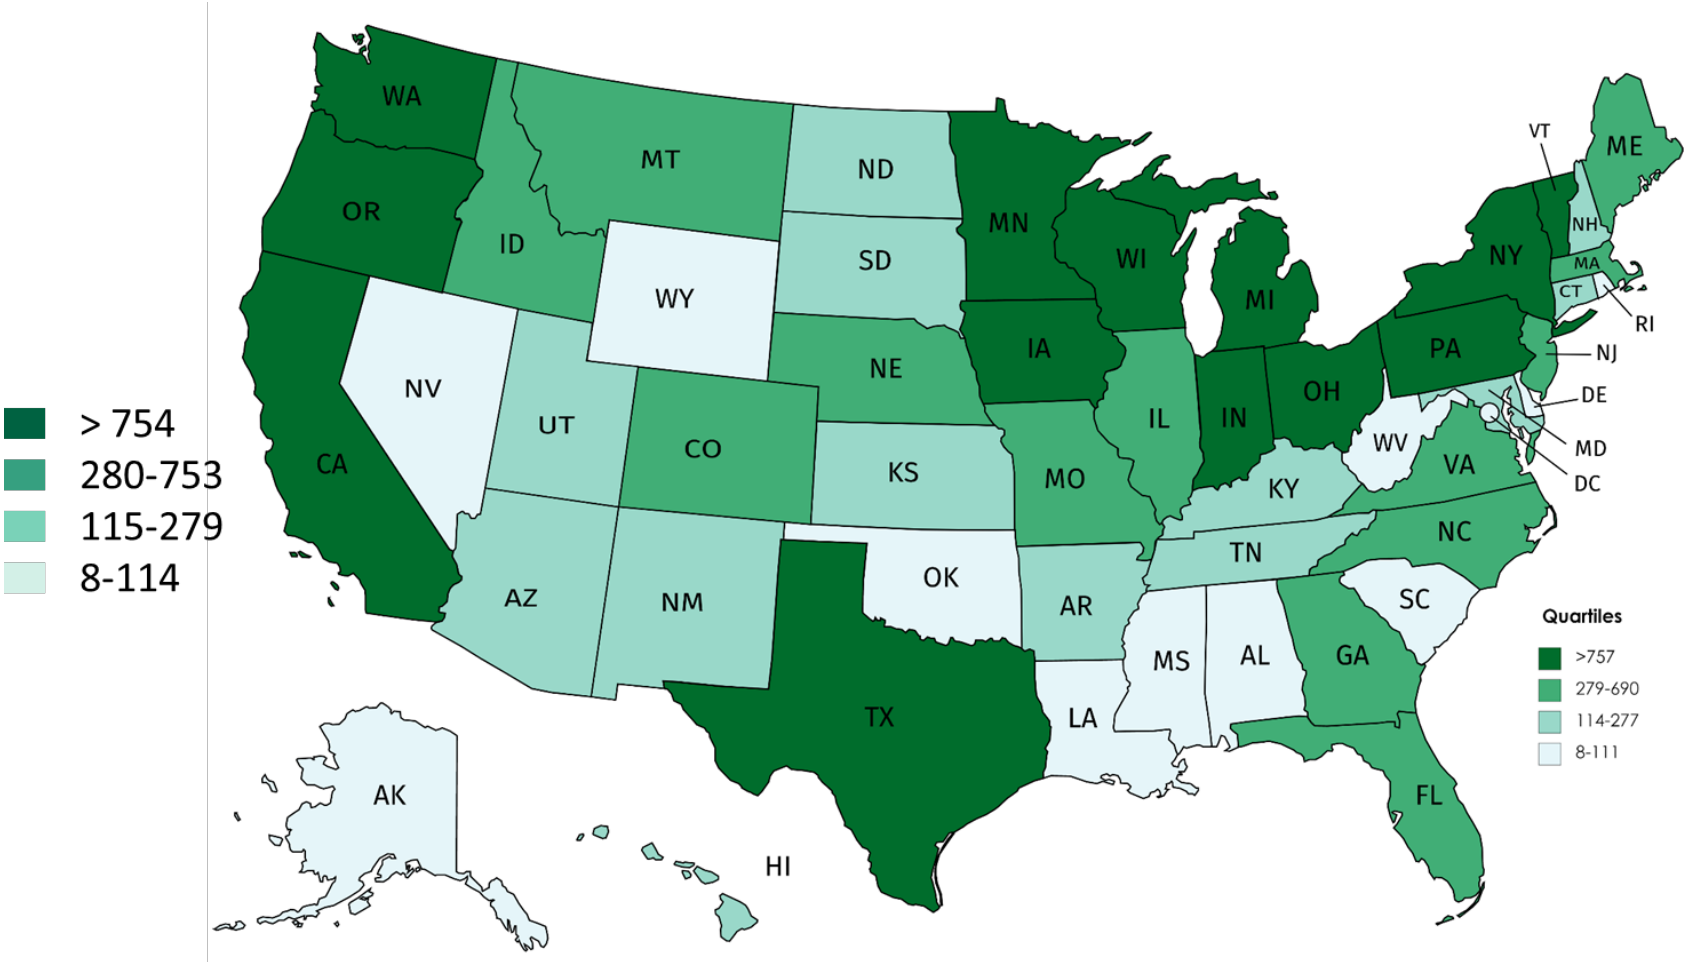 > 754
280-753
115-279
8-114
WA
OR
CA
NV
ID
MT
WY
UT
CO
AZ
NM
ND
SD
NE
KS
OK
TX
MN
IA
MO
AR
LA
WI
IL
MI
IN
OH
KY
TN
MS
AL
GA
FL
SC
NC
VA
WV
PA
NY
VT
NH
ME
MA
CT
RI
NJ
DE
MD
DC
AK
HI
Quartiles
>757
279-690
114-277
8-111